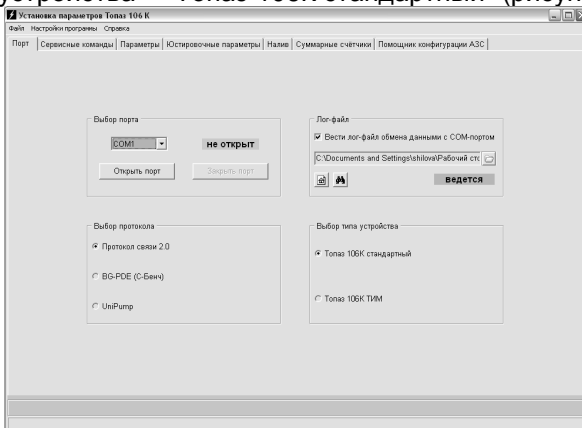 устройства – "Топаз-106К стандартный" (рисун
Установка параметров Топаз 106 К
Файл Настройки программы Справка
Порт Сервисные команды Параметры Юстировочные параметры Налив Суммарные счётчики Помощник конфигурации АЗС
Выбор порта
COM1
не открыт
Открыть порт
Закрыть порт
Лог-файл
Вести лог-файл обмена данными с COM-портом
C:\Documents and Settings\shilova\Рабочий сто
ведется
Выбор протокола
Протокол связи 2.0
BG-PDE (С-Бенч)
UniPump
Выбор типа устройства
Топаз 106К стандартный
Топаз 106К ТИМ